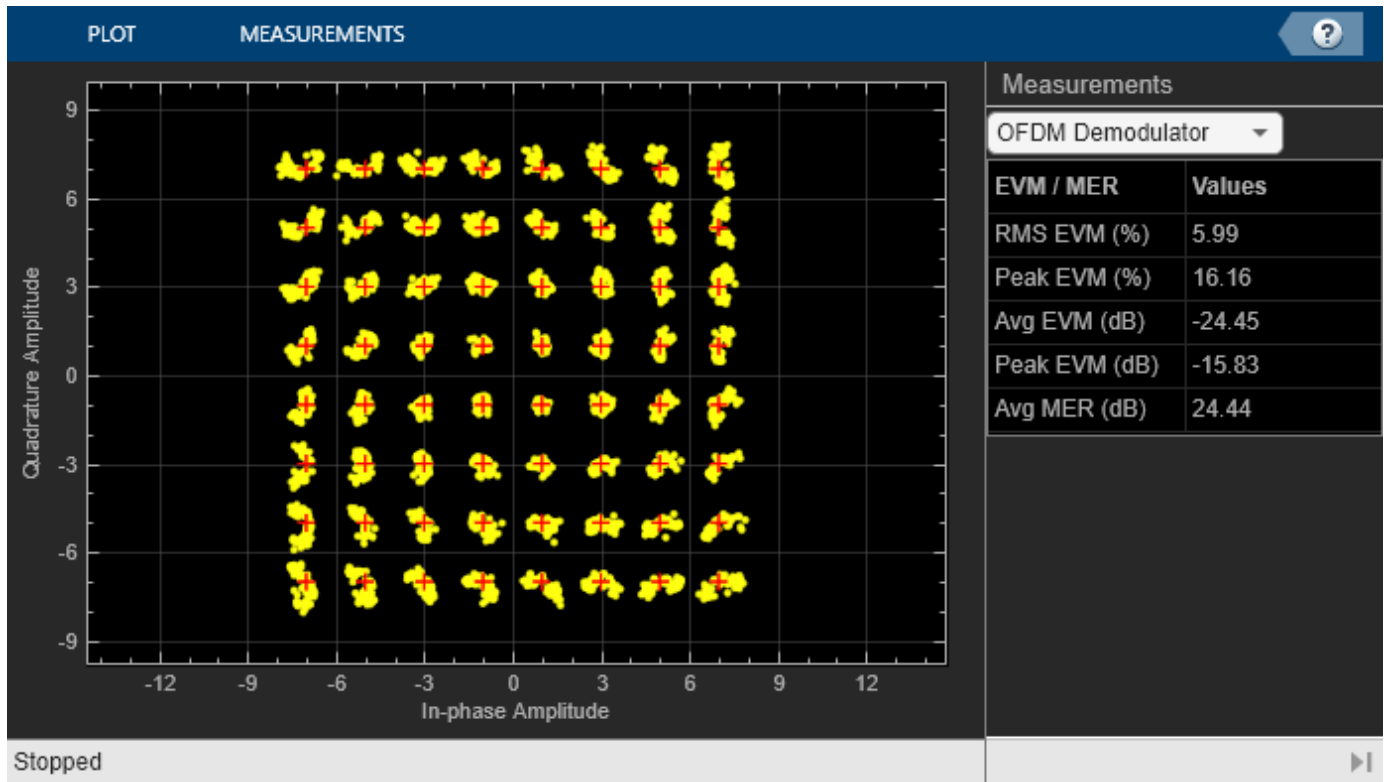 PLOT MEASUREMENTS ?
Measurements
OFDM Demodulator
EVM / MER Values
RMS EVM (%) 5.99
Peak EVM (%) 16.16
Avg EVM (dB) -24.45
Peak EVM (dB) -15.83
Avg MER (dB) 24.44
9
6
3
0
-3
-6
-9
Quadrature Amplitude
-12 -9 -6 -3 0 3 6 9 12
In-phase Amplitude
Stopped